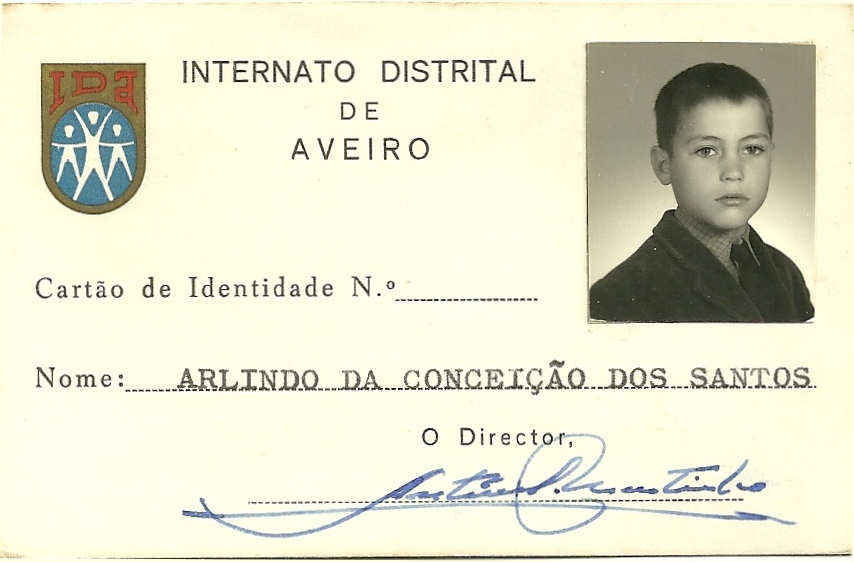 IDA
INTERNATO DISTRITAL
DE
AVEIRO
Cartão de Identidade N.º
Nome: ARLINDO DA CONCEIÇÃO DOS SANTOS
O Director,